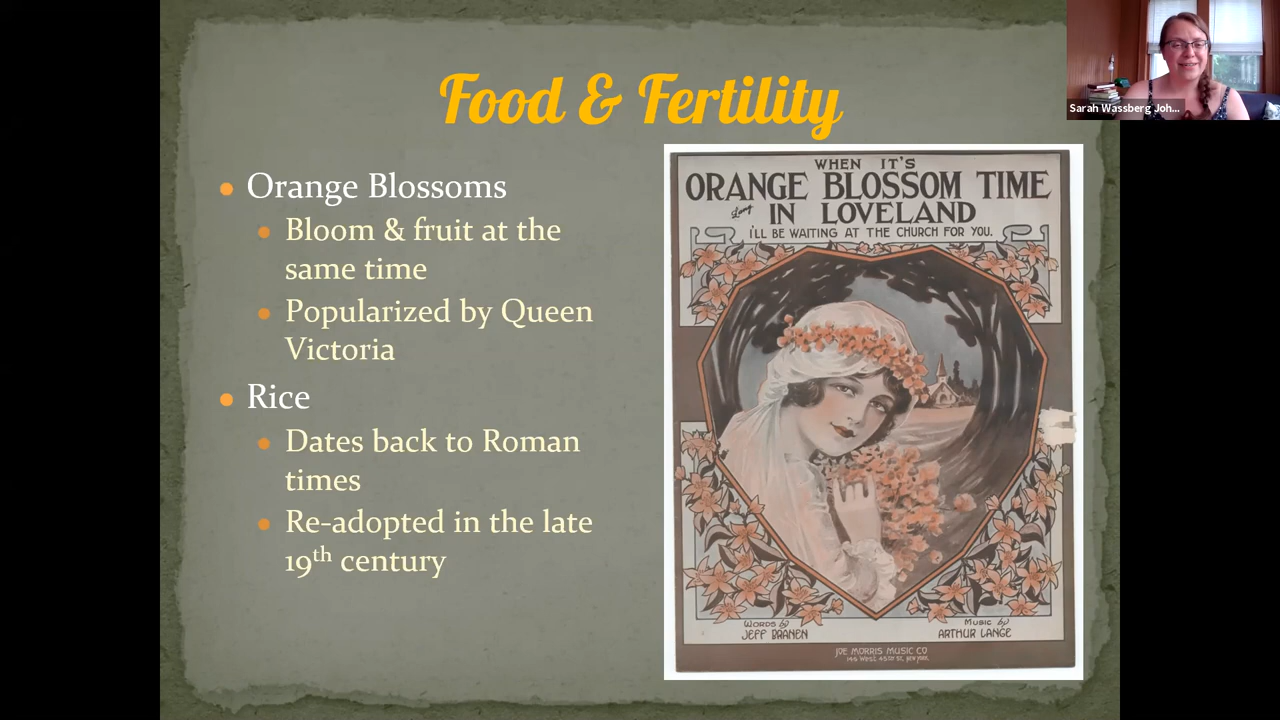 Food & Fertility
Orange Blossoms
Bloom & fruit at the
same time
Popularized by Queen
Victoria
Rice
Dates back to Roman
times
Re-adopted in the late
19th century
WHEN IT'S
ORANGE BLOSSOM TIME
Song
IN LOVELAND
I'LL BE WAITING AT THE CHURCH FOR YOU.
WORDS by
JEFF BRANEN
MUSIC by
ARTHUR LANGE
JOE MORRIS MUSIC CO
145 WEST 45TH ST, NEW YORK.
Sarah Wassberg Joh...